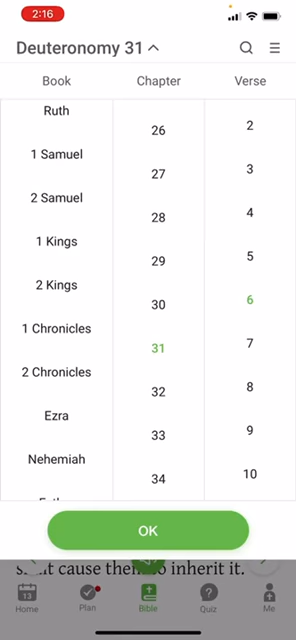 2:16
Deuteronomy 31
Book Chapter Verse
Ruth 26 2
1 Samuel 27 3
2 Samuel 28 4
1 Kings 29 5
2 Kings 30 6
1 Chronicles 31 7
2 Chronicles 32 8
Ezra 33 9
Nehemiah 34 10
OK
cause them to inherit it.
13
Home Plan Bible Quiz Me